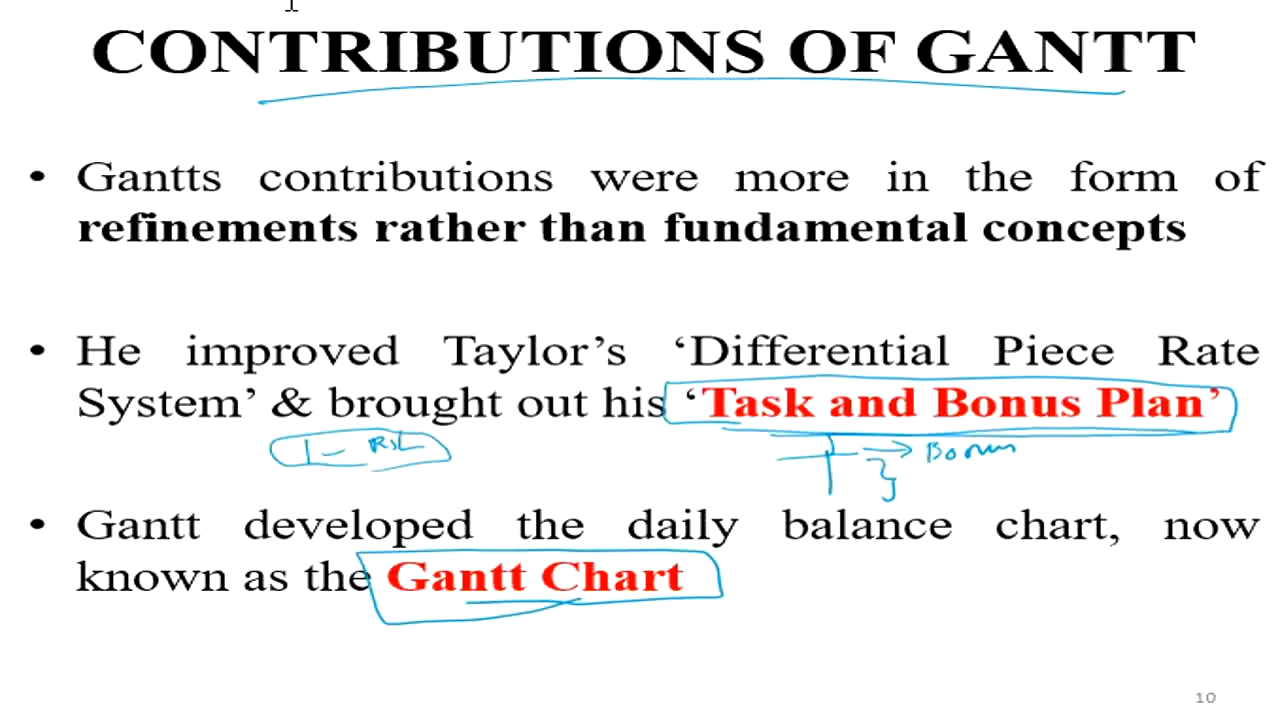 CONTRIBUTIONS OF GANTT
• Gantts contributions were more in the form of
refinements rather than fundamental concepts
• He improved Taylor's ‘Differential Piece Rate
System’ & brought out his ‘Task and Bonus Plan’
Bonus
• Gantt developed the daily balance chart, now
known as the Gantt Chart
10